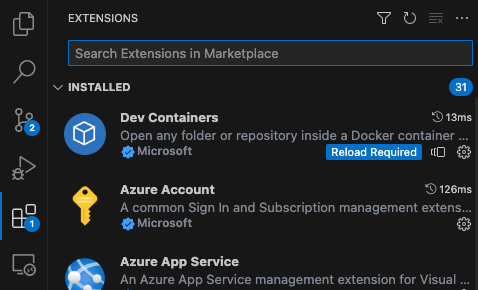 EXTENSIONS
Search Extensions in Marketplace
INSTALLED 31
Dev Containers 13ms
Open any folder or repository inside a Docker container ...
Microsoft Reload Required
2
Azure Account 126ms
A common Sign In and Subscription management extens...
Microsoft
1
Azure App Service
An Azure App Service management extension for Visual ...